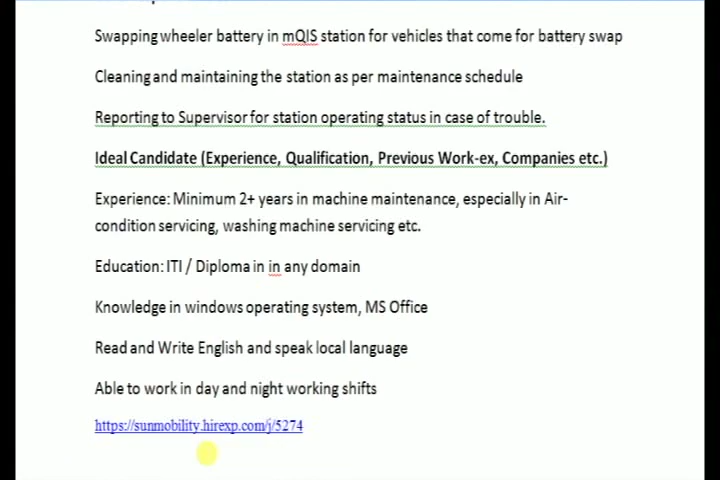 Swapping wheeler battery in mQIS station for vehicles that come for battery swap
Cleaning and maintaining the station as per maintenance schedule
Reporting to Supervisor for station operating status in case of trouble.
Ideal Candidate (Experience, Qualification, Previous Work-ex, Companies etc.)
Experience: Minimum 2+ years in machine maintenance, especially in Air-
condition servicing, washing machine servicing etc.
Education: ITI / Diploma in in any domain
Knowledge in windows operating system, MS Office
Read and Write English and speak local language
Able to work in day and night working shifts
https://sunmobility.hirexp.com/j/5274